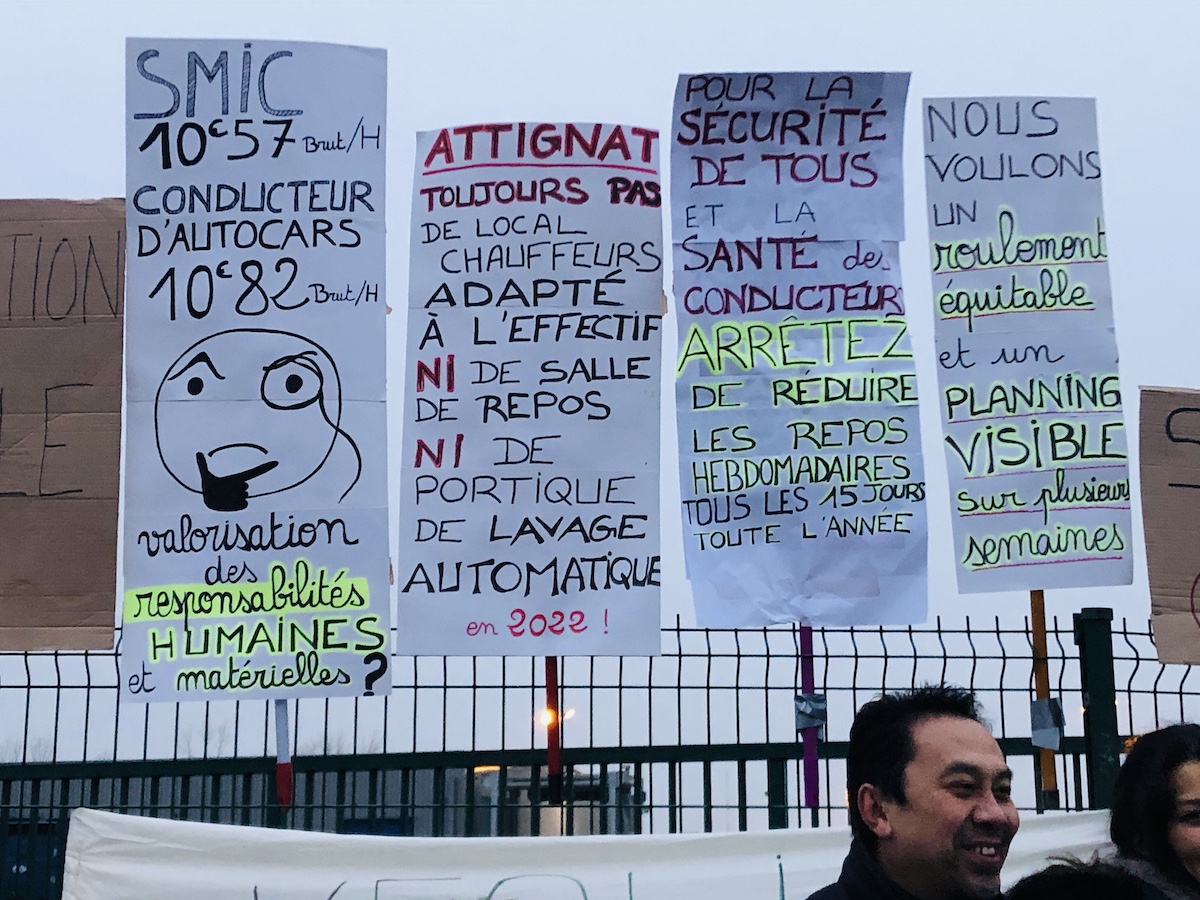 TION
LE
SMIC
10€57 Brut/H
CONDUCTEUR
D'AUTOCARS
10€82 Brut/H
valorisation
des
responsabilités
HUMAINES
et matérielles ?
ATTIGNAT
TOUJOURS PAS
DE LOCAL
CHAUFFEURS
ADAPTÉ
À L'EFFECTIF
NI DE SALLE
DE REPOS
NI DE
PORTIQUE
DE LAVAGE
AUTOMATIQUE
en 2022 !
POUR LA
SÉCURITÉ
DE TOUS
ET LA
SANTÉ des
CONDUCTEURS
ARRÊTEZ
DE RÉDUIRE
LES REPOS
HEBDOMADAIRES
TOUS LES 15 JOURS
TOUTE L'ANNÉE
NOUS
VOULONS
UN
roulement
équitable
et un
PLANNING
VISIBLE
sur plusieurs
semaines